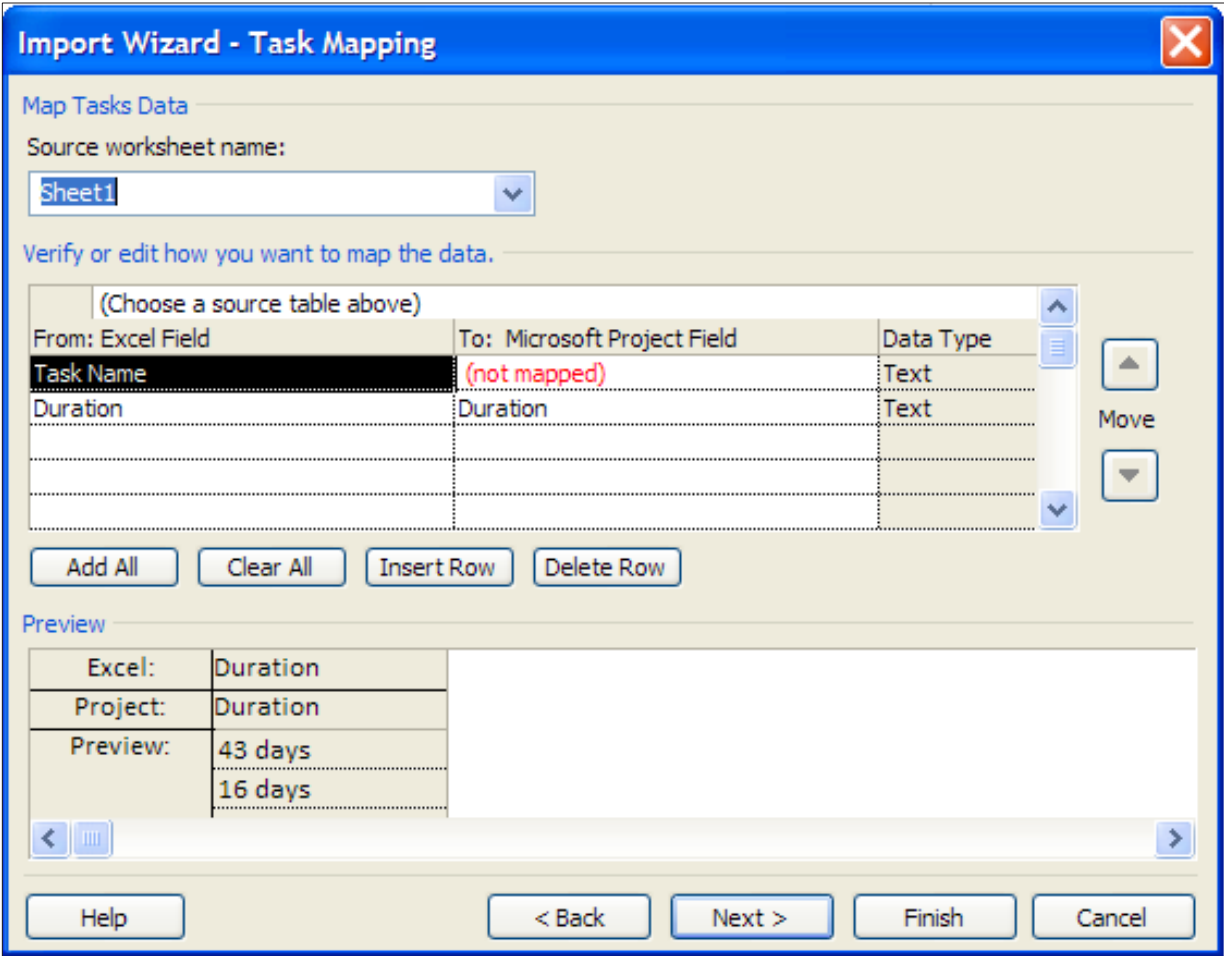 Import Wizard - Task Mapping
Map Tasks Data
Source worksheet name:
Sheet1
Verify or edit how you want to map the data.
(Choose a source table above)
From: Excel Field To: Microsoft Project Field Data Type
Task Name (not mapped) Text
Duration Duration Text
Move
Add All Clear All Insert Row Delete Row
Preview
Excel: Duration
Project: Duration
Preview: 43 days
16 days
Help < Back Next > Finish Cancel